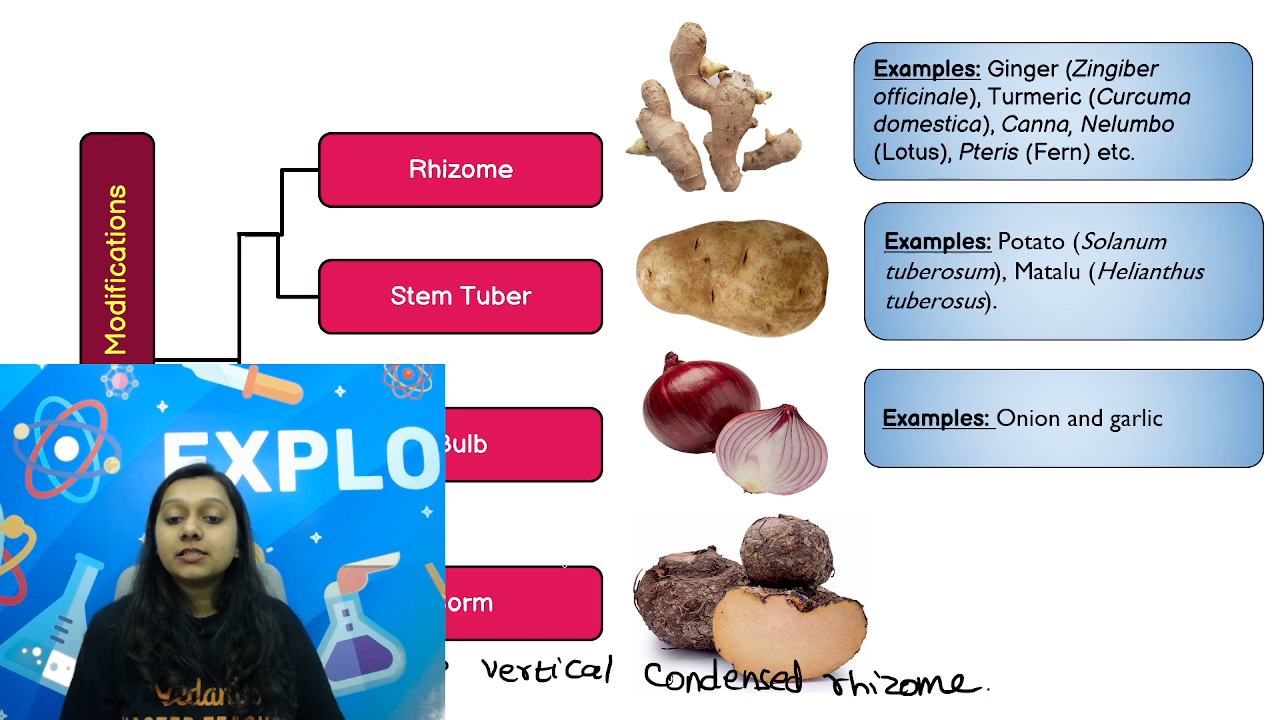 Modifications
Rhizome
Examples: Ginger (Zingiber
officinale), Turmeric (Curcuma
domestica), Canna, Nelumbo
(Lotus), Pteris (Fern) etc.
Stem Tuber
Examples: Potato (Solanum
tuberosum), Matalu (Helianthus
tuberosus).
Bulb
Examples: Onion and garlic
EXPLO
orm
vertical condensed rhizome.
Vedantu